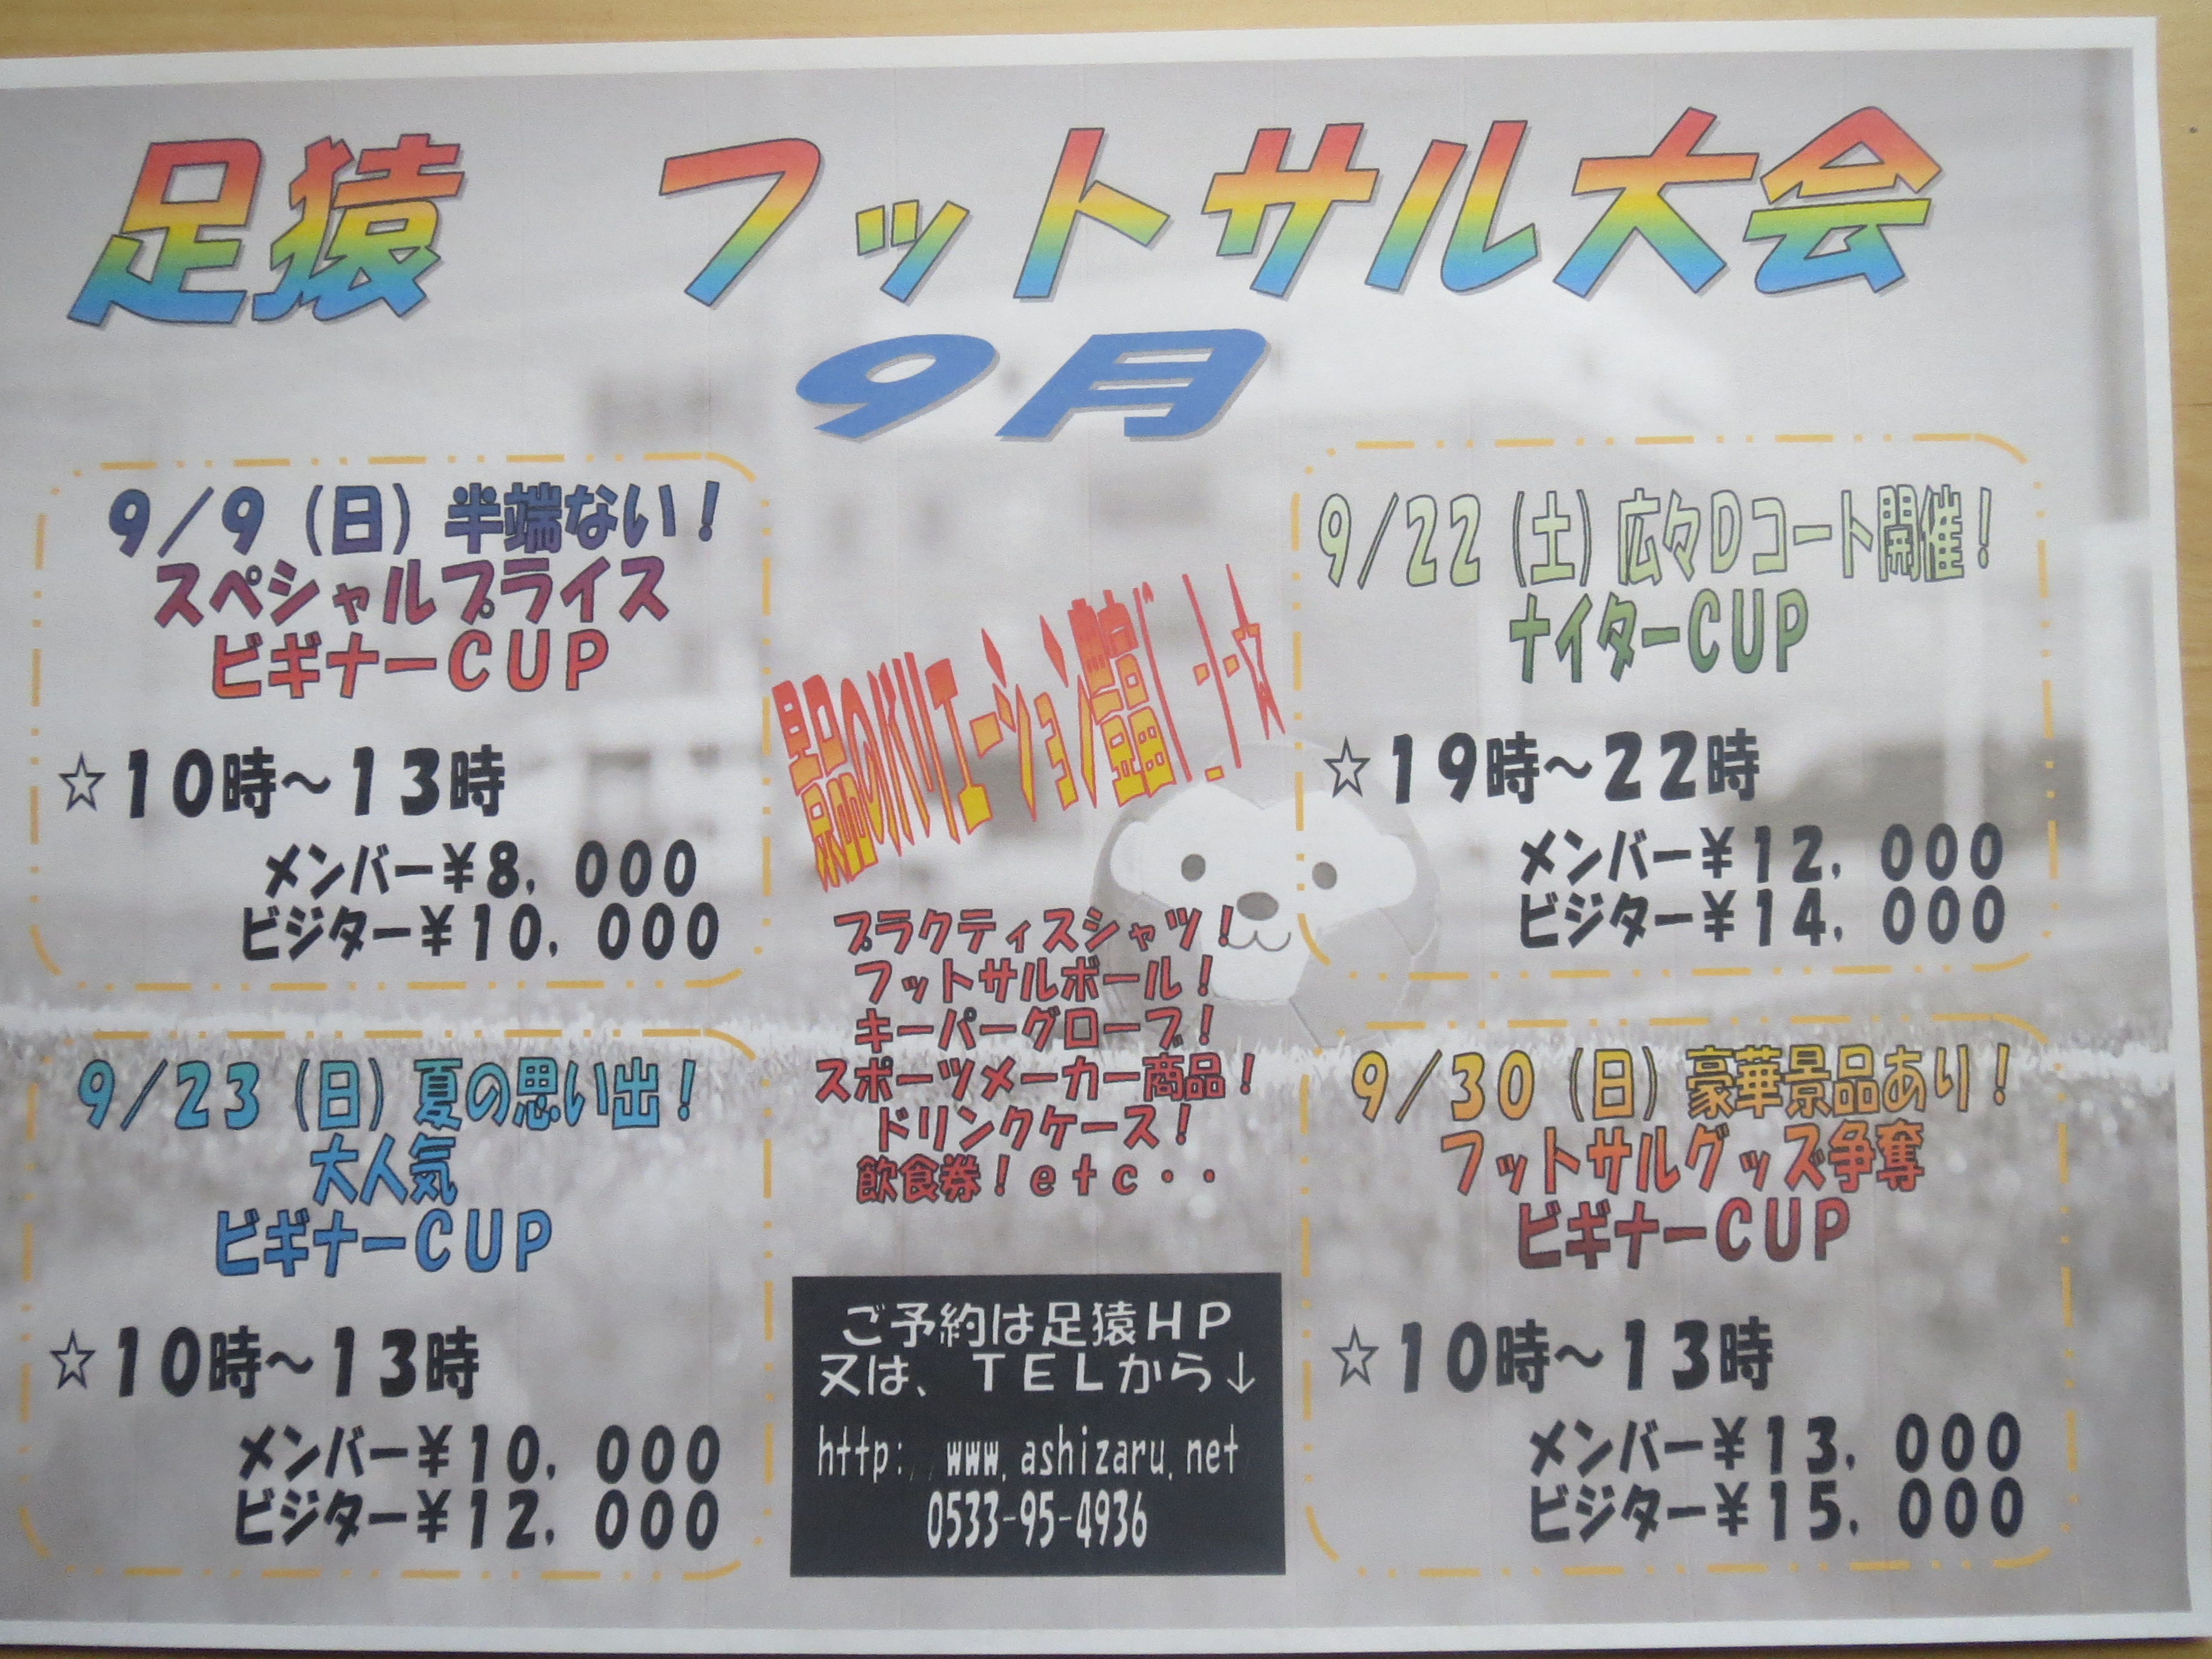 足猿　フットサル大会
9月
9／9（日）半端ない！
スペシャルプライス
ビギナーCUP
☆10時～13時
メンバー￥8，000
ビジター￥10，000
9／22（土）広々Dコート開催！
ナイターCUP
☆19時～22時
メンバー￥12，000
ビジター￥14，000
景品のバリエーション豊富
プラクティスシャツ！
フットサルボール！
キーパーグローブ！
スポーツメーカー商品！
ドリンクケース！
飲食券！etc・・
9／23（日）夏の思い出！
大人気
ビギナーCUP
☆10時～13時
メンバー￥10，000
ビジター￥12，000
9／30（日）豪華景品あり！
フットサルグッズ争奪
ビギナーCUP
☆10時～13時
メンバー￥13，000
ビジター￥15，000
ご予約は足猿HP
又は、TELから↓
http://www.ashizaru.net
0533-95-4936